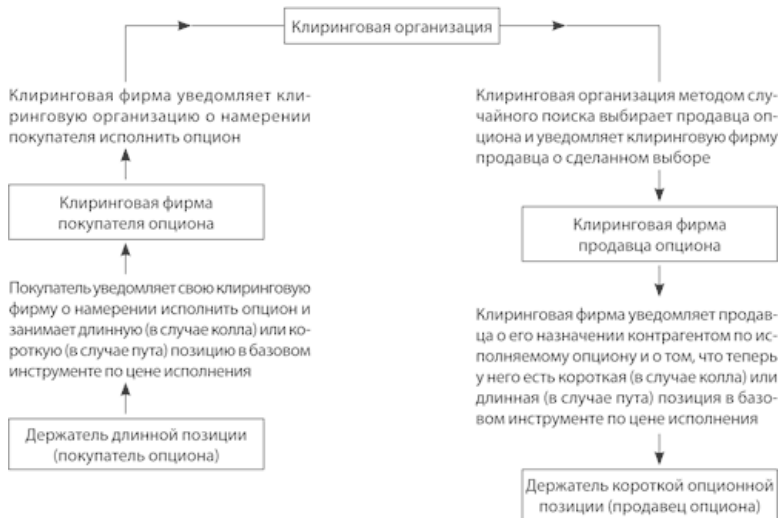 Клиринговая организация
Клиринговая фирма уведомляет кли-
ринговую организацию о намерении
покупателя исполнить опцион
Клиринговая фирма
покупателя опциона
Покупатель уведомляет свою клиринговую
фирму о намерении исполнить опцион и
занимает длинную (в случае колла) или ко-
роткую (в случае пута) позицию в базовом
инструменте по цене исполнения
Держатель длинной позиции
(покупатель опциона)
Клиринговая организация методом слу-
чайного поиска выбирает продавца оп-
циона и уведомляет клиринговую фирму
продавца о сделанном выборе
Клиринговая фирма
продавца опциона
Клиринговая фирма уведомляет продав-
ца о его назначении контрагентом по ис-
полняемому опциону и о том, что теперь
у него есть короткая (в случае колла) или
длинная (в случае пута) позиция в базо-
вом инструменте по цене исполнения
Держатель короткой опционной
позиции (продавец опциона)